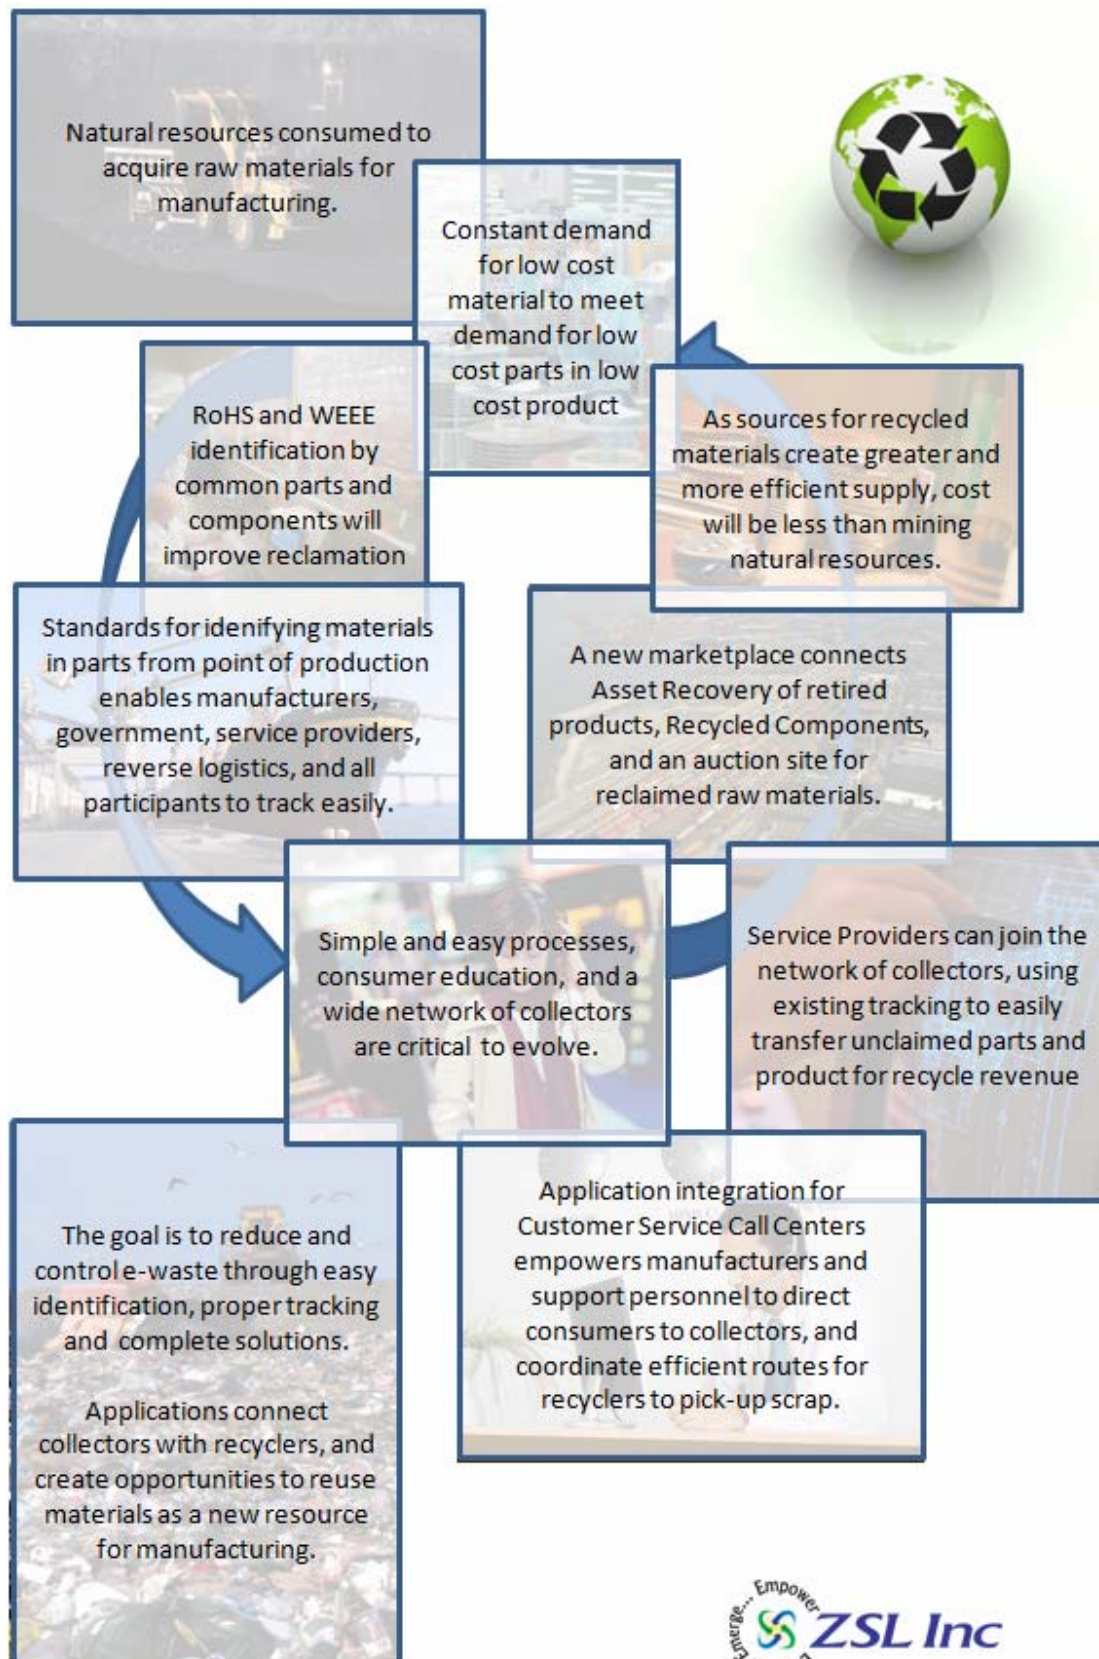 Natural resources consumed to
acquire raw materials for
manufacturing.
Constant demand
for low cost
material to meet
demand for low
cost parts in low
cost product
RoHS and WEEE
identification by
common parts and
components will
improve reclamation
As sources for recycled
materials create greater and
more efficient supply, cost
will be less than mining
natural resources.
Standards for idenifying materials
in parts from point of production
enables manufacturers,
government, service providers,
reverse logistics, and all
participants to track easily.
A new marketplace connects
Asset Recovery of retired
products, Recycled Components,
and an auction site for
reclaimed raw materials.
Simple and easy processes,
consumer education, and a
wide network of collectors
are critical to evolve.
Service Providers can join the
network of collectors, using
existing tracking to easily
transfer unclaimed parts and
product for recycle revenue
The goal is to reduce and
control e-waste through easy
identification, proper tracking
and complete solutions.
Applications connect
collectors with recyclers, and
create opportunities to reuse
materials as a new resource
for manufacturing.
Application integration for
Customer Service Call Centers
empowers manufacturers and
support personnel to direct
consumers to collectors, and
coordinate efficient routes for
recyclers to pick-up scrap.
Emerge... Empower
ZSL Inc